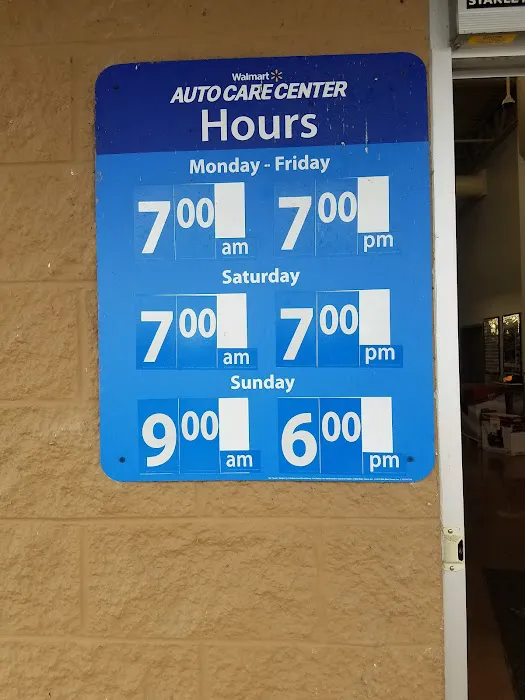 STANLEY
Walmart
AUTO CARE CENTER
Hours
Monday - Friday
7 00 am 7 00 pm
Saturday
7 00 am 7 00 pm
Sunday
9 00 am 6 00 pm